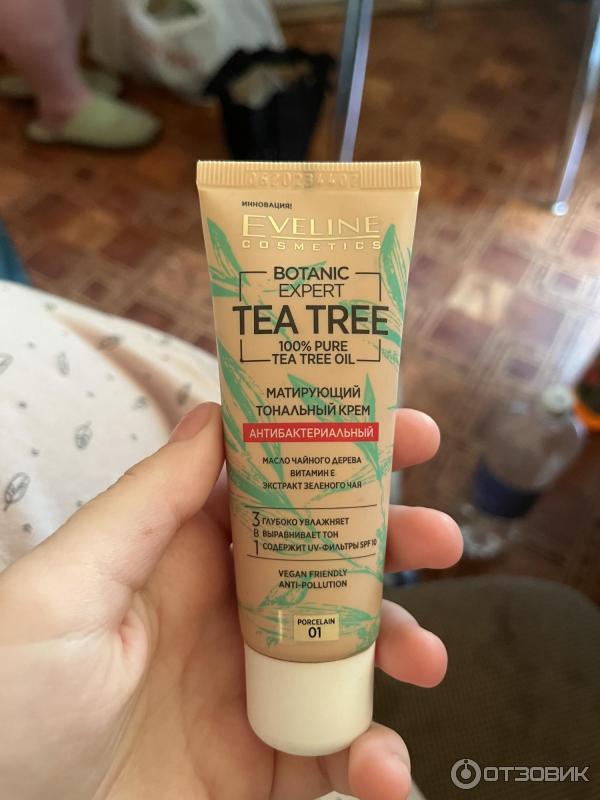 0620234402
ИННОВАЦИЯ!
EVELINE
COSMETICS
BOTANIC
EXPERT
TEA TREE
100% PURE
TEA TREE OIL
МАТИРУЮЩИЙ
ТОНАЛЬНЫЙ КРЕМ
АНТИБАКТЕРИАЛЬНЫЙ
МАСЛО ЧАЙНОГО ДЕРЕВА
ВИТАМИН Е
ЭКСТРАКТ ЗЕЛЕНОГО ЧАЯ
3 ГЛУБОКО УВЛАЖНЯЕТ
В ВЫРАВНИВАЕТ ТОН
1 СОДЕРЖИТ UV-ФИЛЬТРЫ SPF 10
VEGAN FRIENDLY
ANTI-POLLUTION
PORCELAIN
01
ОТЗОВИК